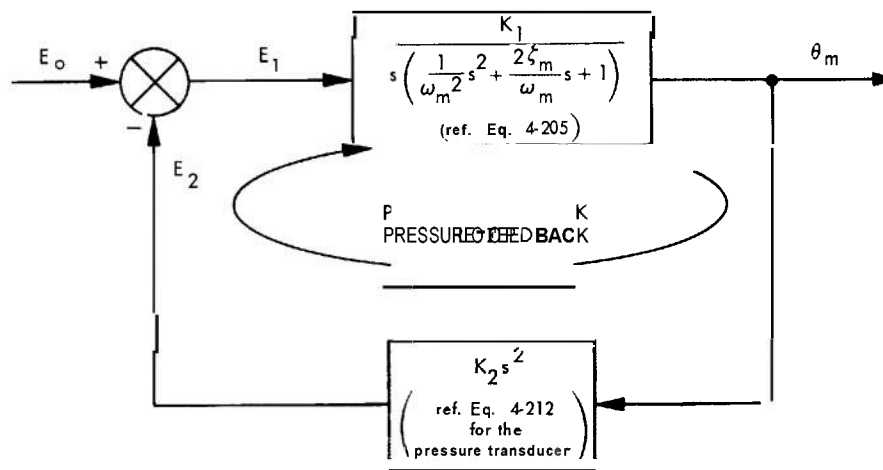 K₁
E₀ + E₁ s(1/ωₘ² s² + 2ζₘ/ωₘ s + 1) θₘ
(ref. Eq. 4-205)
−
E₂
P K
PRESSURE FEEDBACK
K₂s²
ref. Eq. 4-212
for the
pressure transducer